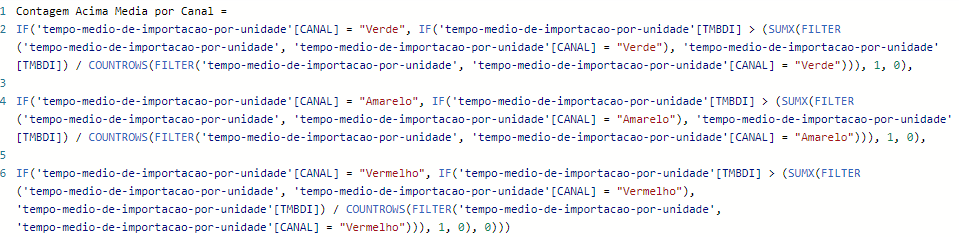 1 Contagem Acima Media por Canal =
2 IF('tempo-medio-de-importacao-por-unidade'[CANAL] = "Verde", IF('tempo-medio-de-importacao-por-unidade'[TMBDI] > (SUMX(FILTER
('tempo-medio-de-importacao-por-unidade', 'tempo-medio-de-importacao-por-unidade'[CANAL] = "Verde"), 'tempo-medio-de-importacao-por-unidade'
[TMBDI]) / COUNTROWS(FILTER('tempo-medio-de-importacao-por-unidade', 'tempo-medio-de-importacao-por-unidade'[CANAL] = "Verde"))), 1, 0),
3
4 IF('tempo-medio-de-importacao-por-unidade'[CANAL] = "Amarelo", IF('tempo-medio-de-importacao-por-unidade'[TMBDI] > (SUMX(FILTER
('tempo-medio-de-importacao-por-unidade', 'tempo-medio-de-importacao-por-unidade'[CANAL] = "Amarelo"), 'tempo-medio-de-importacao-por-unidade'
[TMBDI]) / COUNTROWS(FILTER('tempo-medio-de-importacao-por-unidade', 'tempo-medio-de-importacao-por-unidade'[CANAL] = "Amarelo"))), 1, 0),
5
6 IF('tempo-medio-de-importacao-por-unidade'[CANAL] = "Vermelho", IF('tempo-medio-de-importacao-por-unidade'[TMBDI] > (SUMX(FILTER
('tempo-medio-de-importacao-por-unidade', 'tempo-medio-de-importacao-por-unidade'[CANAL] = "Vermelho"),
'tempo-medio-de-importacao-por-unidade'[TMBDI]) / COUNTROWS(FILTER('tempo-medio-de-importacao-por-unidade',
'tempo-medio-de-importacao-por-unidade'[CANAL] = "Vermelho"))), 1, 0), 0)))